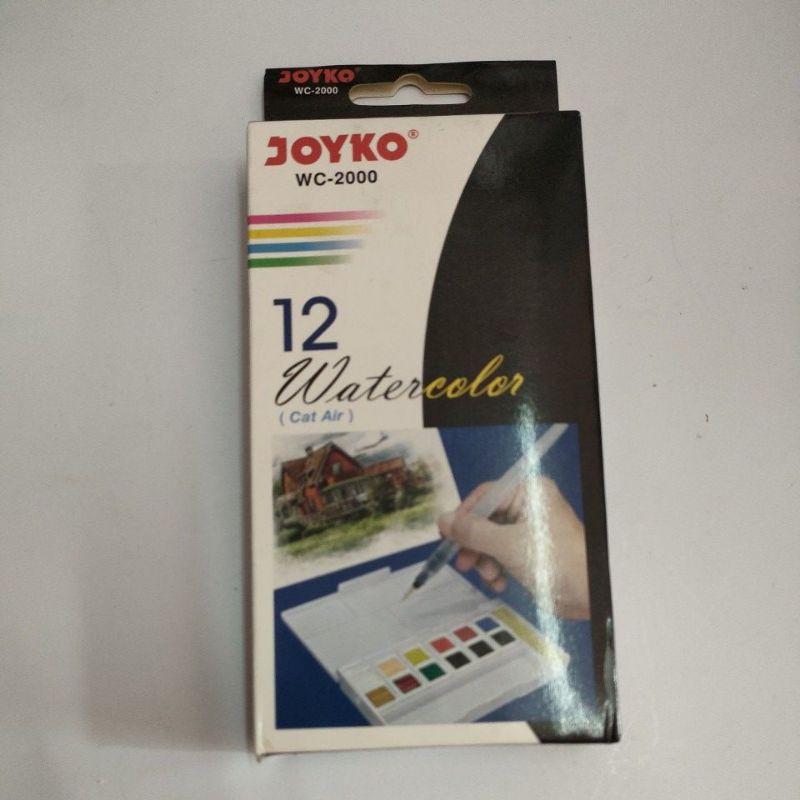 JOYKO
WC-2000
JOYKO®
WC-2000
12
Watercolor
( Cat Air )